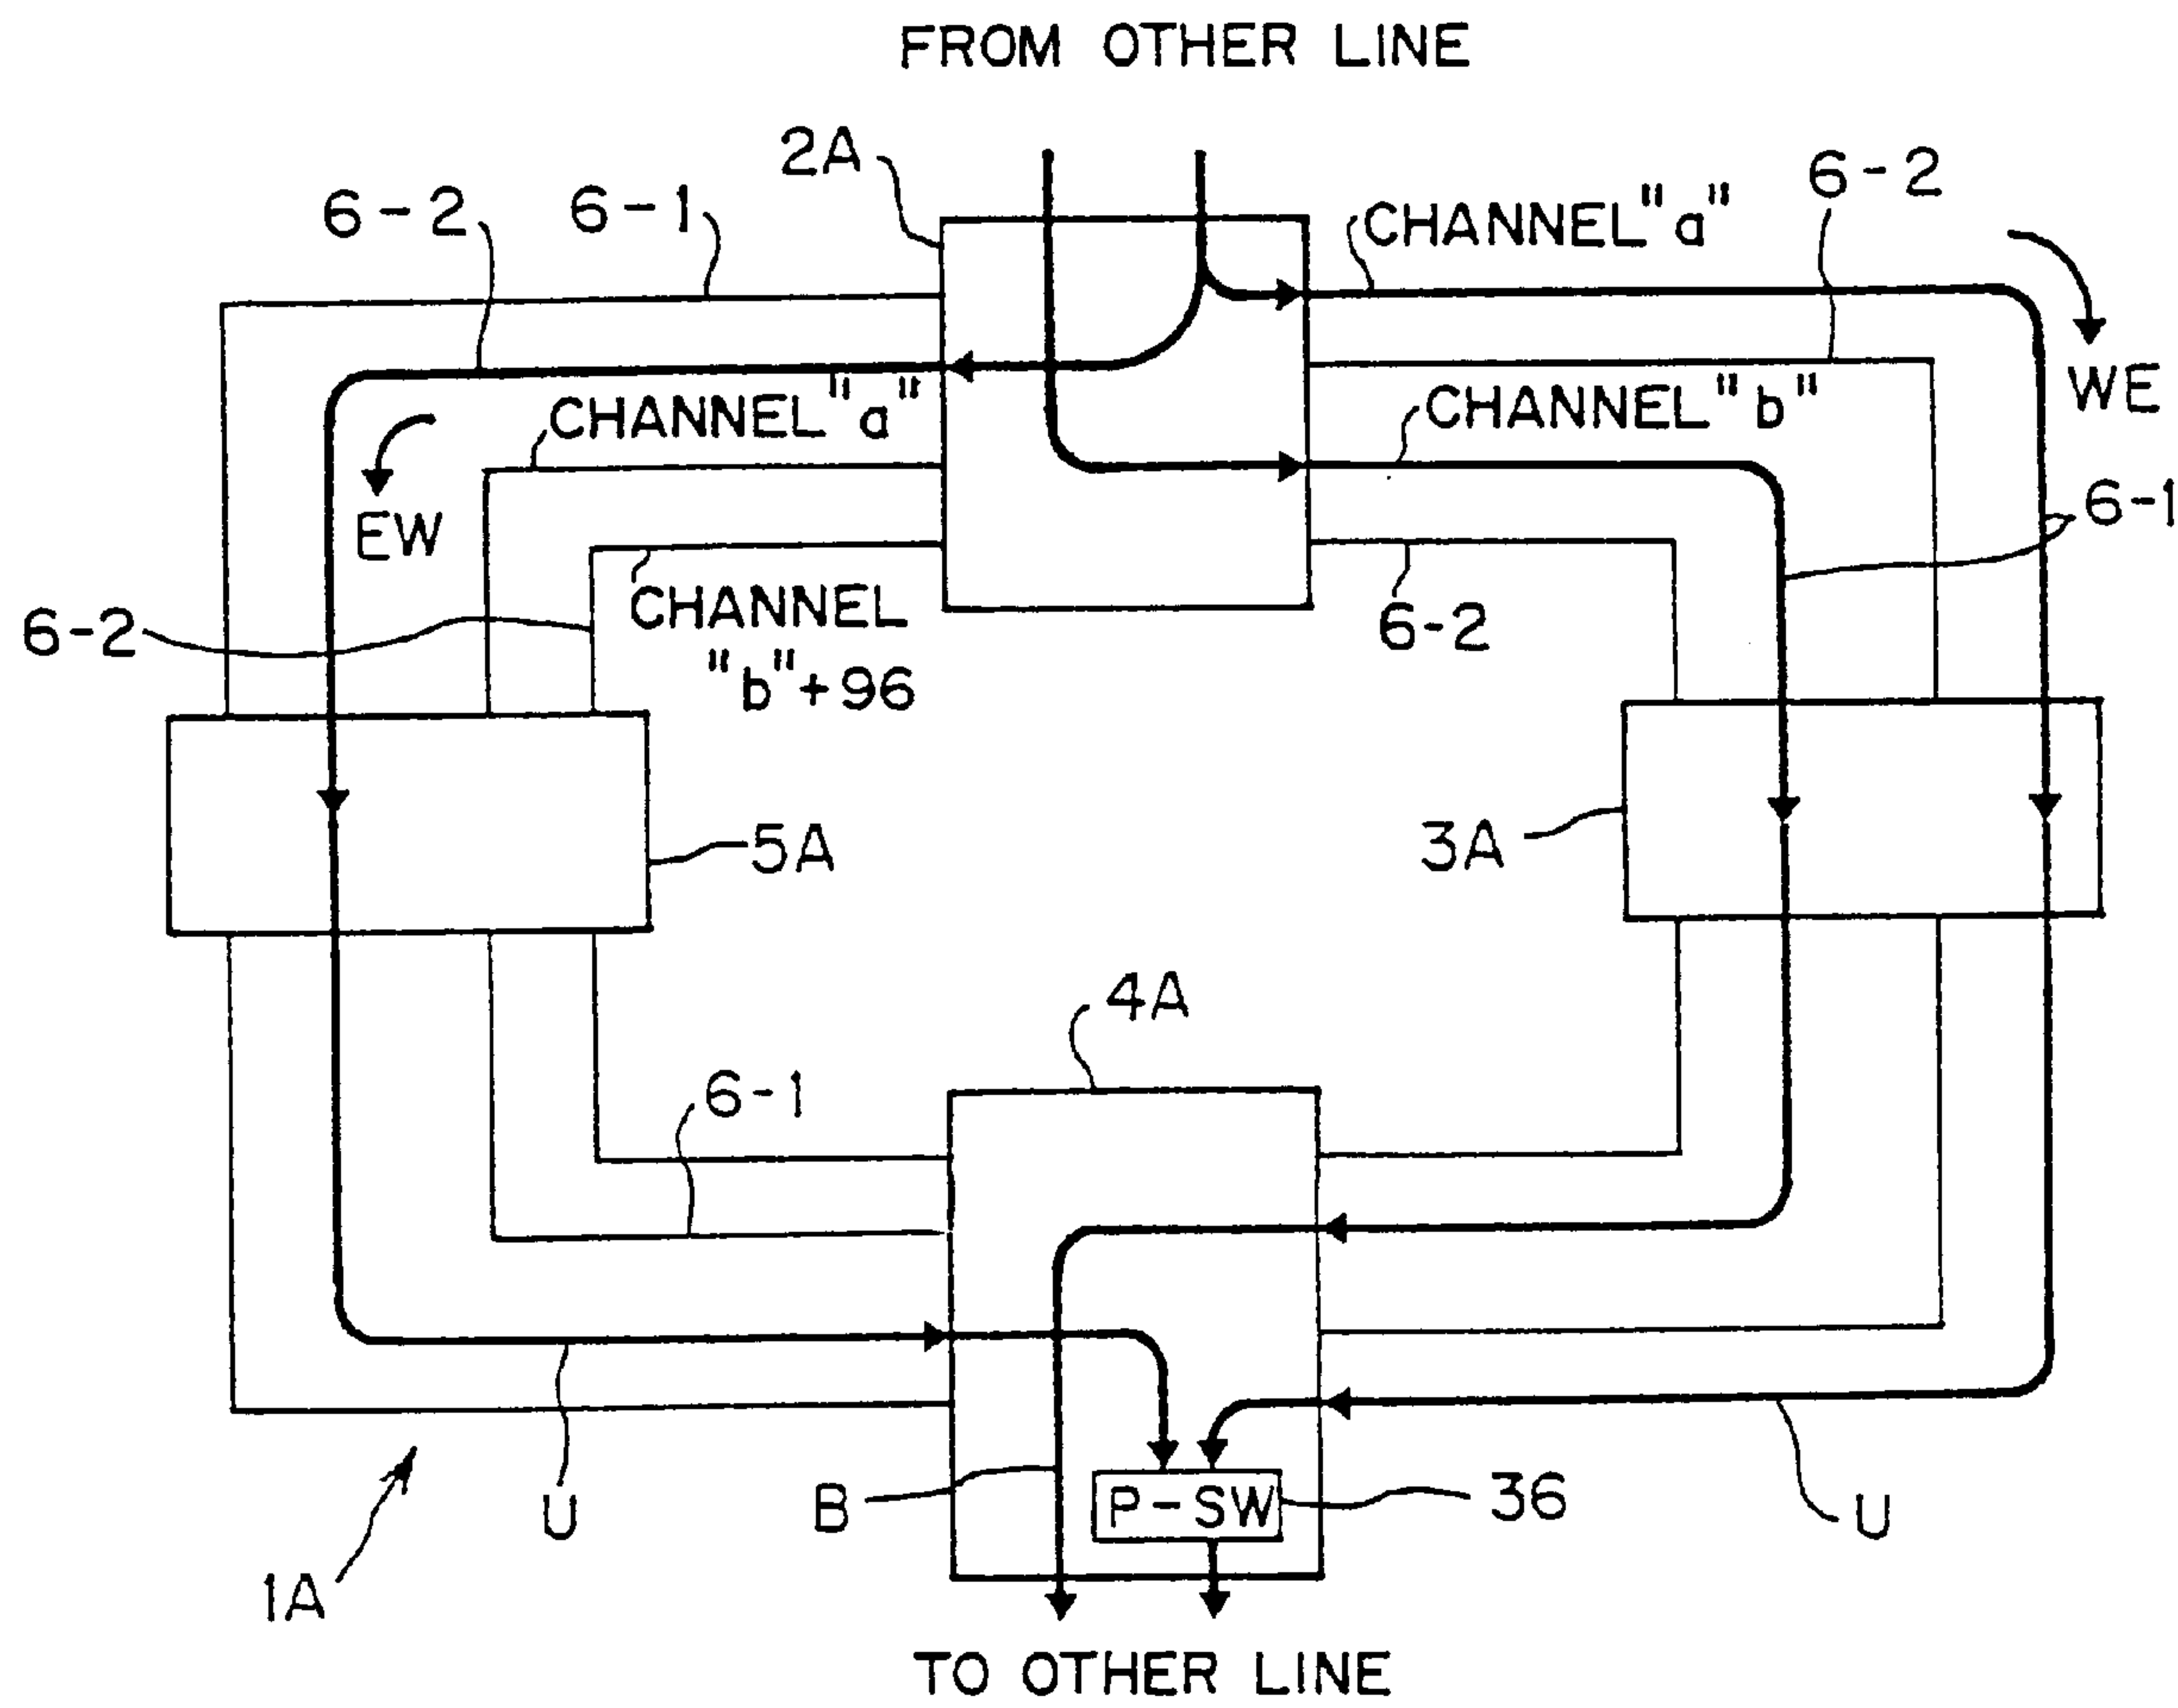 FROM OTHER LINE
2A
6-2
6-1
CHANNEL "a"
6-2
WE
CHANNEL "a"
CHANNEL "b"
EW
6-1
CHANNEL
"b"+96
6-2
6-2
5A
3A
4A
6-1
B
P-SW
36
U
U
1A
TO OTHER LINE